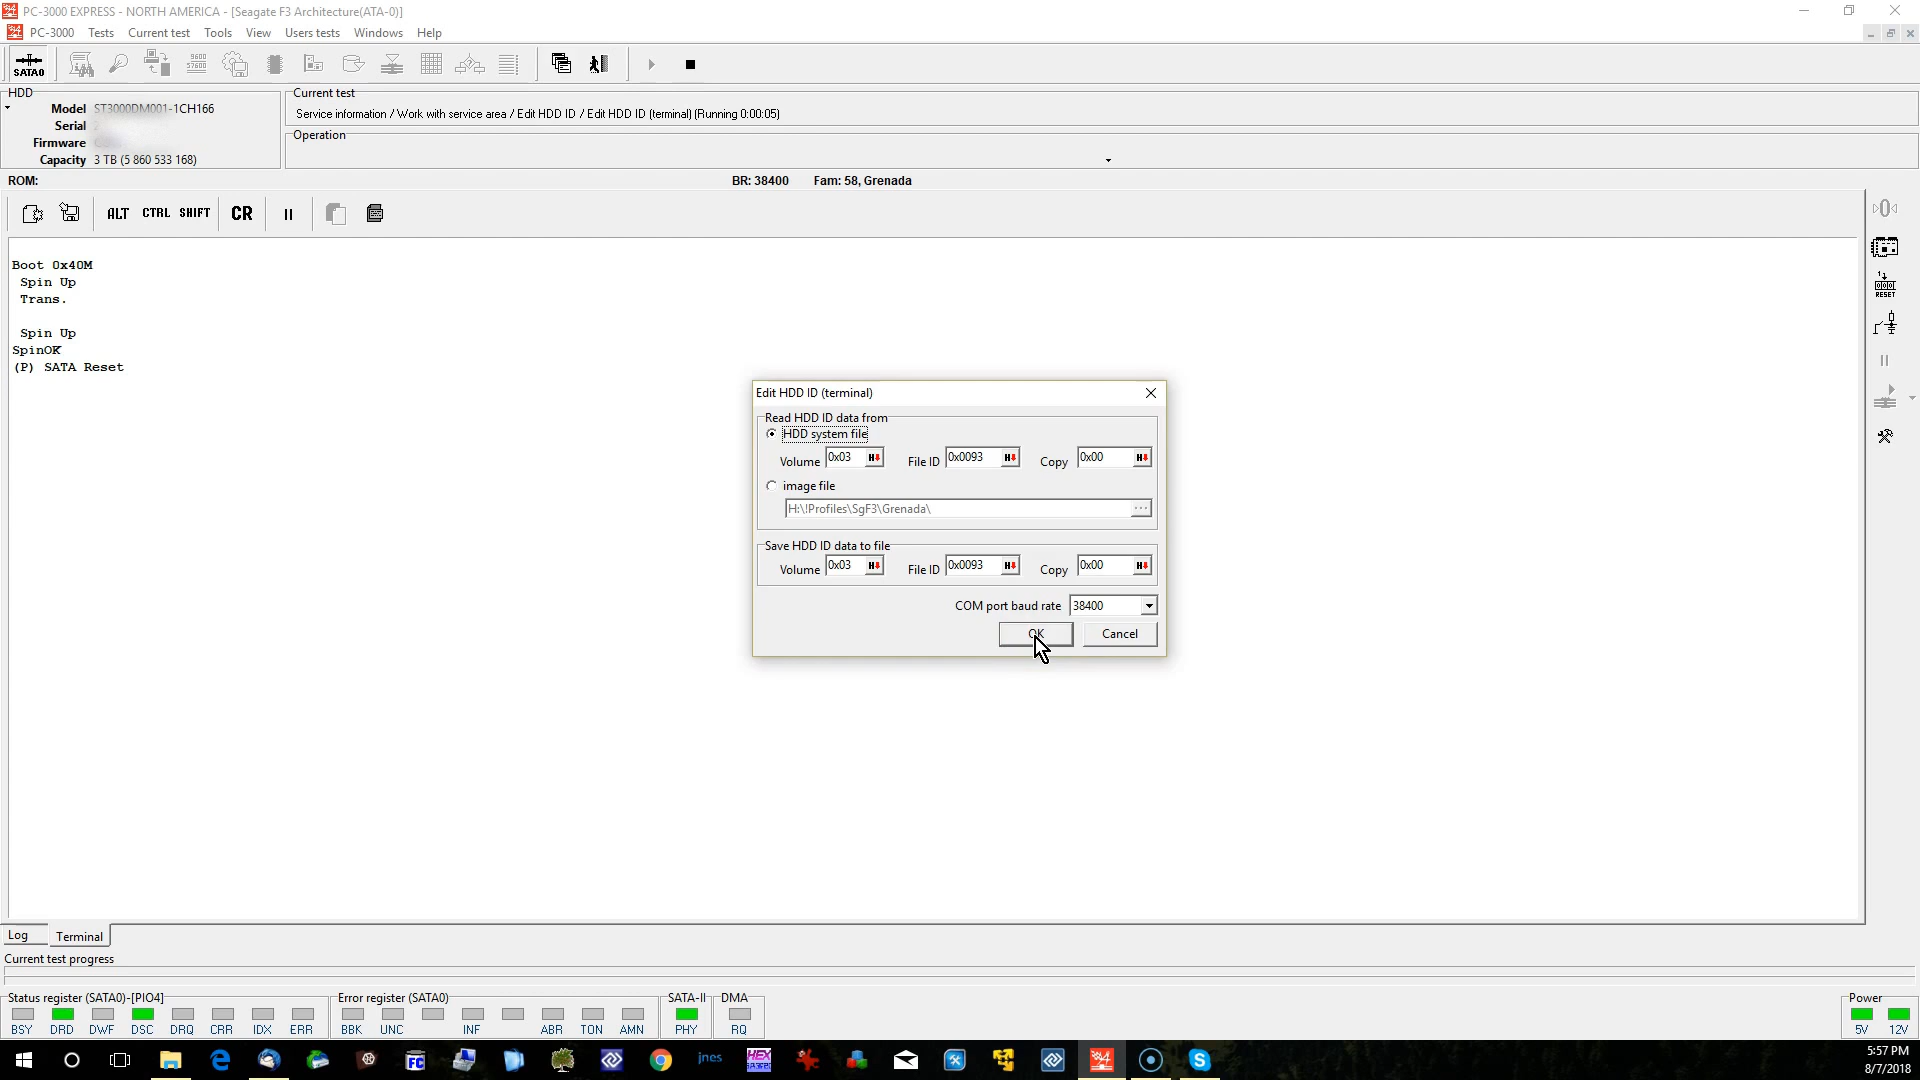 PC-3000 EXPRESS - NORTH AMERICA - [Seagate F3 Architecture(ATA-0)]
PC-3000 Tests Current test Tools View Users tests Windows Help
SATA0
9600
57600
HDD
Model ST3000DM001-1CH166
Serial
Firmware
Capacity 3 TB (5 860 533 168)
Current test
Service information / Work with service area / Edit HDD ID / Edit HDD ID (terminal) (Running 0:00:05)
Operation
ROM:
BR: 38400 Fam: 58, Grenada
ALT CTRL SHIFT CR
RESET
Boot 0x40M
Spin Up
Trans.
Spin Up
SpinOK
(P) SATA Reset
Edit HDD ID (terminal)
Read HDD ID data from
HDD system file
Volume 0x03 H File ID 0x0093 H Copy 0x00 H
image file
H:\!Profiles\SgF3\Grenada\ ...
Save HDD ID data to file
Volume 0x03 H File ID 0x0093 H Copy 0x00 H
COM port baud rate 38400
OK Cancel
Log Terminal
Current test progress
Status register (SATA0)-[PIO4] Error register (SATA0) SATA-II DMA Power
BSY DRD DWF DSC DRQ CRR IDX ERR BBK UNC INF ABR TON AMN PHY RQ 5V 12V
FC jnes HEX
5:57 PM
8/7/2018